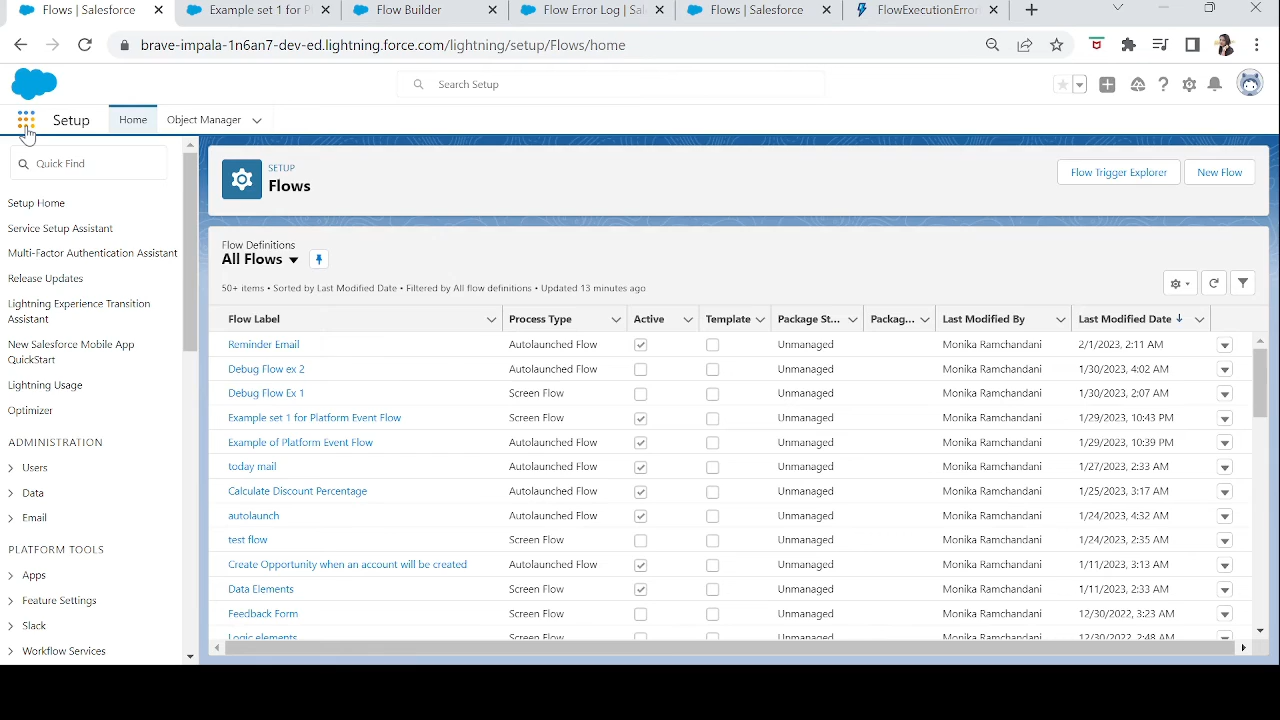 Flows | Salesforce
Example set 1 for P
Flow Builder
Flow Error Log | Sal
Flows | Salesforce
FlowExecutionError
brave-impala-1n6an7-dev-ed.lightning.force.com/lightning/setup/Flows/home
Search Setup
Setup
Home
Object Manager
Quick Find
Setup Home
Service Setup Assistant
Multi-Factor Authentication Assistant
Release Updates
Lightning Experience Transition
Assistant
New Salesforce Mobile App
QuickStart
Lightning Usage
Optimizer
ADMINISTRATION
Users
Data
Email
PLATFORM TOOLS
Apps
Feature Settings
Slack
Workflow Services
SETUP
Flows
Flow Trigger Explorer
New Flow
Flow Definitions
All Flows
50+ items • Sorted by Last Modified Date • Filtered by All flow definitions • Updated 13 minutes ago
Flow Label Process Type Active Template Package St... Packag... Last Modified By Last Modified Date
Reminder Email Autolaunched Flow Unmanaged Monika Ramchandani 2/1/2023, 2:11 AM
Debug Flow ex 2 Autolaunched Flow Unmanaged Monika Ramchandani 1/30/2023, 4:02 AM
Debug Flow Ex 1 Screen Flow Unmanaged Monika Ramchandani 1/30/2023, 2:07 AM
Example set 1 for Platform Event Flow Screen Flow Unmanaged Monika Ramchandani 1/29/2023, 10:43 PM
Example of Platform Event Flow Autolaunched Flow Unmanaged Monika Ramchandani 1/29/2023, 10:39 PM
today mail Autolaunched Flow Unmanaged Monika Ramchandani 1/27/2023, 2:33 AM
Calculate Discount Percentage Autolaunched Flow Unmanaged Monika Ramchandani 1/25/2023, 3:17 AM
autolaunch Autolaunched Flow Unmanaged Monika Ramchandani 1/24/2023, 4:32 AM
test flow Screen Flow Unmanaged Monika Ramchandani 1/24/2023, 2:35 AM
Create Opportunity when an account will be created Autolaunched Flow Unmanaged Monika Ramchandani 1/11/2023, 3:13 AM
Data Elements Screen Flow Unmanaged Monika Ramchandani 1/11/2023, 2:33 AM
Feedback Form Screen Flow Unmanaged Monika Ramchandani 12/30/2022, 3:23 AM
Logic elements Screen Flow Unmanaged Monika Ramchandani 12/30/2022, 2:48 AM